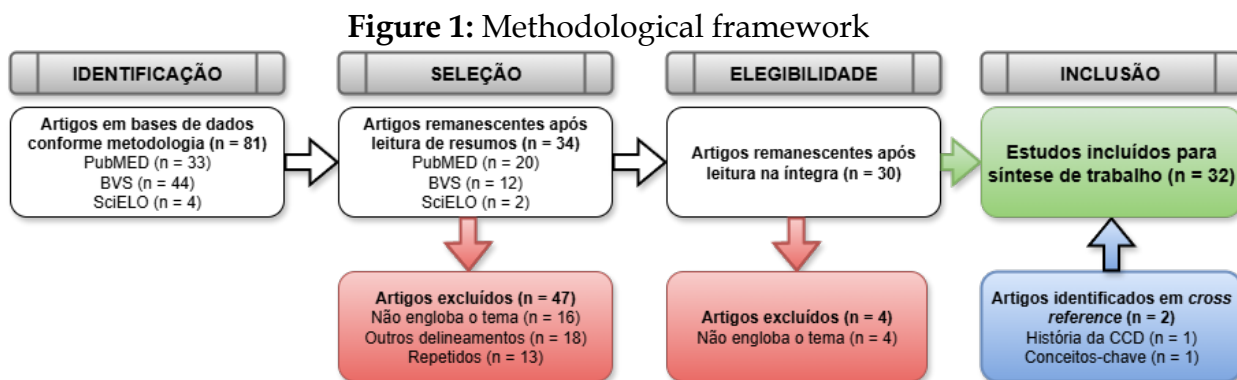 Figure 1: Methodological framework
IDENTIFICAÇÃO
SELEÇÃO
ELEGIBILIDADE
INCLUSÃO
Artigos em bases de dados
conforme metodologia (n = 81)
PubMED (n = 33)
BVS (n = 44)
SciELO (n = 4)
Artigos remanescentes após
leitura de resumos (n = 34)
PubMED (n = 20)
BVS (n = 12)
SciELO (n = 2)
Artigos remanescentes após
leitura na íntegra (n = 30)
Estudos incluídos para
síntese de trabalho (n = 32)
Artigos excluídos (n = 47)
Não engloba o tema (n = 16)
Outros delineamentos (n = 18)
Repetidos (n = 13)
Artigos excluídos (n = 4)
Não engloba o tema (n = 4)
Artigos identificados em cross
reference (n = 2)
História da CCD (n = 1)
Conceitos-chave (n = 1)